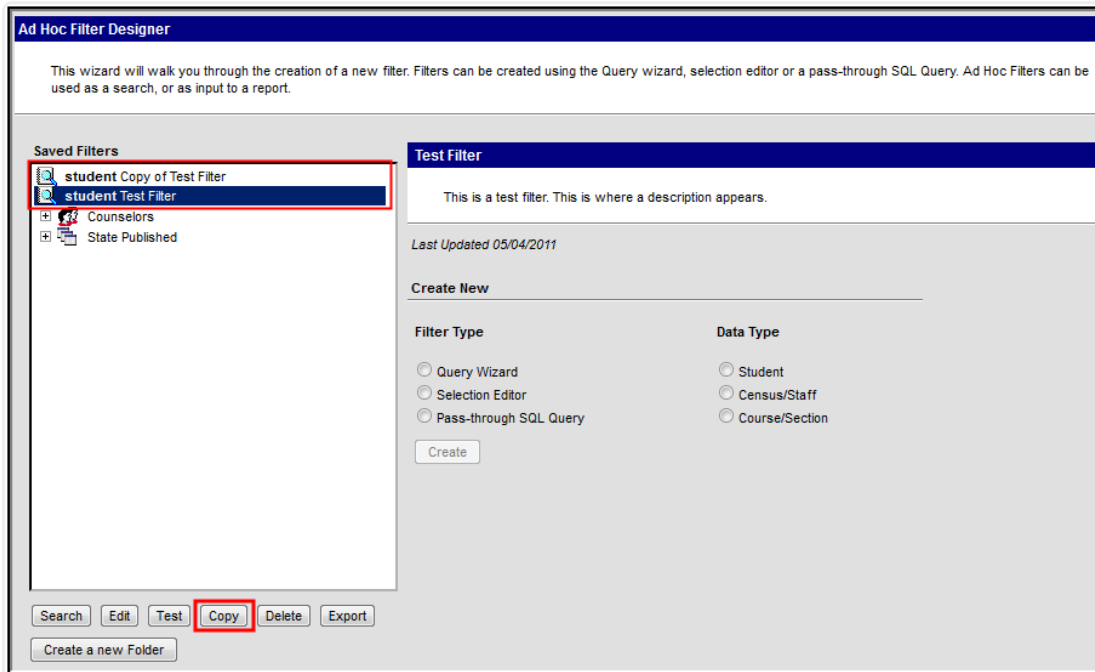 Ad Hoc Filter Designer
This wizard will walk you through the creation of a new filter. Filters can be created using the Query wizard, selection editor or a pass-through SQL Query. Ad Hoc Filters can be
used as a search, or as input to a report.
Saved Filters
student Copy of Test Filter
student Test Filter
Counselors
State Published
Test Filter
This is a test filter. This is where a description appears.
Last Updated 05/04/2011
Create New
Filter Type
Query Wizard
Selection Editor
Pass-through SQL Query
Data Type
Student
Census/Staff
Course/Section
Create
Search Edit Test Copy Delete Export
Create a new Folder